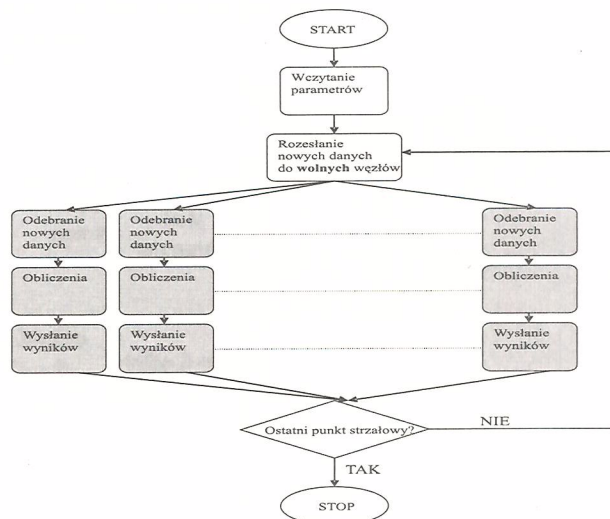 START
Wczytanie
parametrów
Rozesłanie
nowych danych
do wolnych węzłów
Odebranie
nowych
danych
Odebranie
nowych
danych
Odebranie
nowych
danych
Obliczenia
Obliczenia
Obliczenia
Wysłanie
wyników
Wysłanie
wyników
Wysłanie
wyników
Ostatni punkt strzałowy?
NIE
TAK
STOP